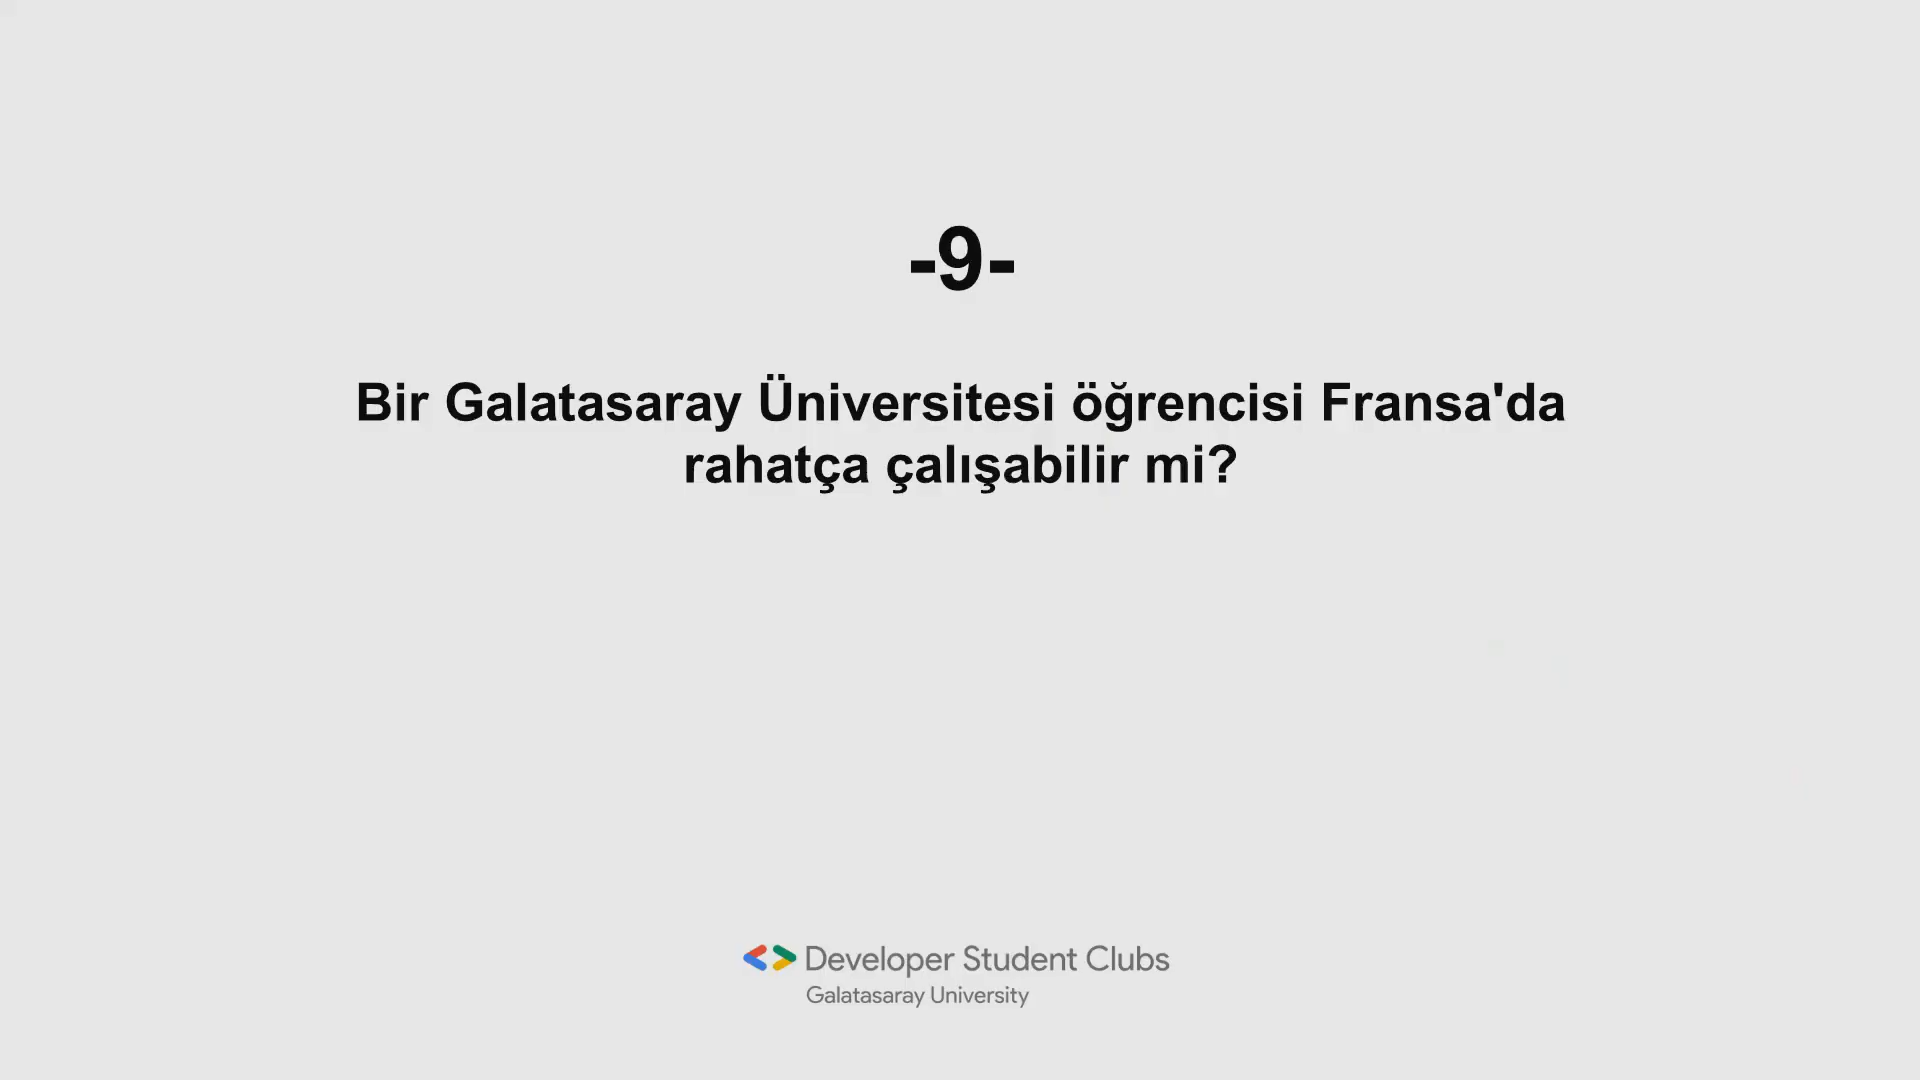 -9-
Bir Galatasaray Üniversitesi öğrencisi Fransa'da
rahatça çalışabilir mi?
Developer Student Clubs
Galatasaray University